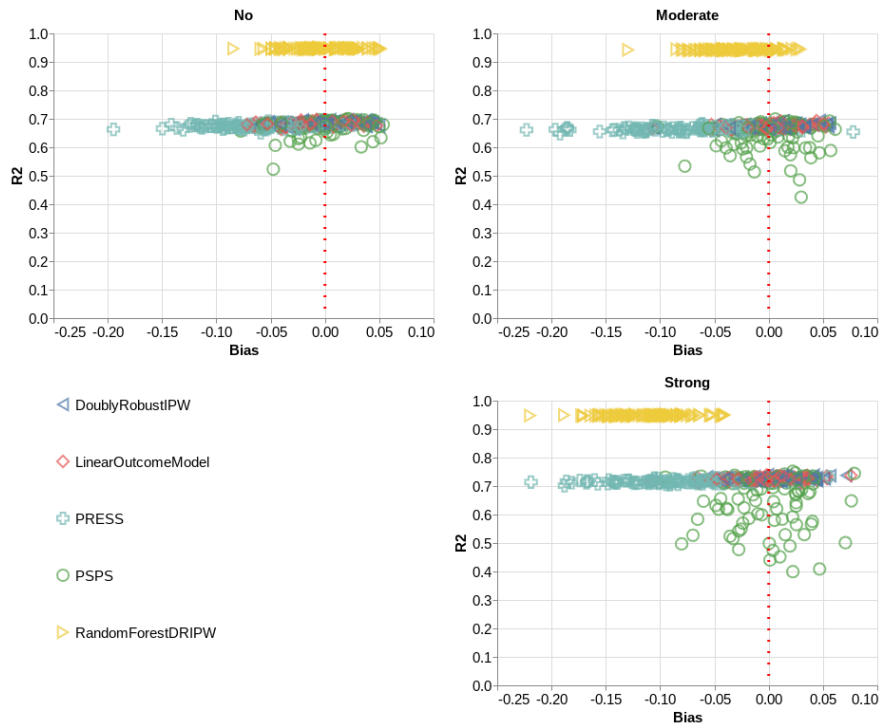 No
1.0
0.9
0.8
0.7
0.6
0.5
0.4
0.3
0.2
0.1
0.0
R2
-0.25 -0.20 -0.15 -0.10 -0.05 0.00 0.05 0.10
Bias
Moderate
1.0
0.9
0.8
0.7
0.6
0.5
0.4
0.3
0.2
0.1
0.0
R2
-0.25 -0.20 -0.15 -0.10 -0.05 0.00 0.05 0.10
Bias
DoublyRobustIPW
LinearOutcomeModel
PRESS
PSPS
RandomForestDRIPW
Strong
1.0
0.9
0.8
0.7
0.6
0.5
0.4
0.3
0.2
0.1
0.0
R2
-0.25 -0.20 -0.15 -0.10 -0.05 0.00 0.05 0.10
Bias